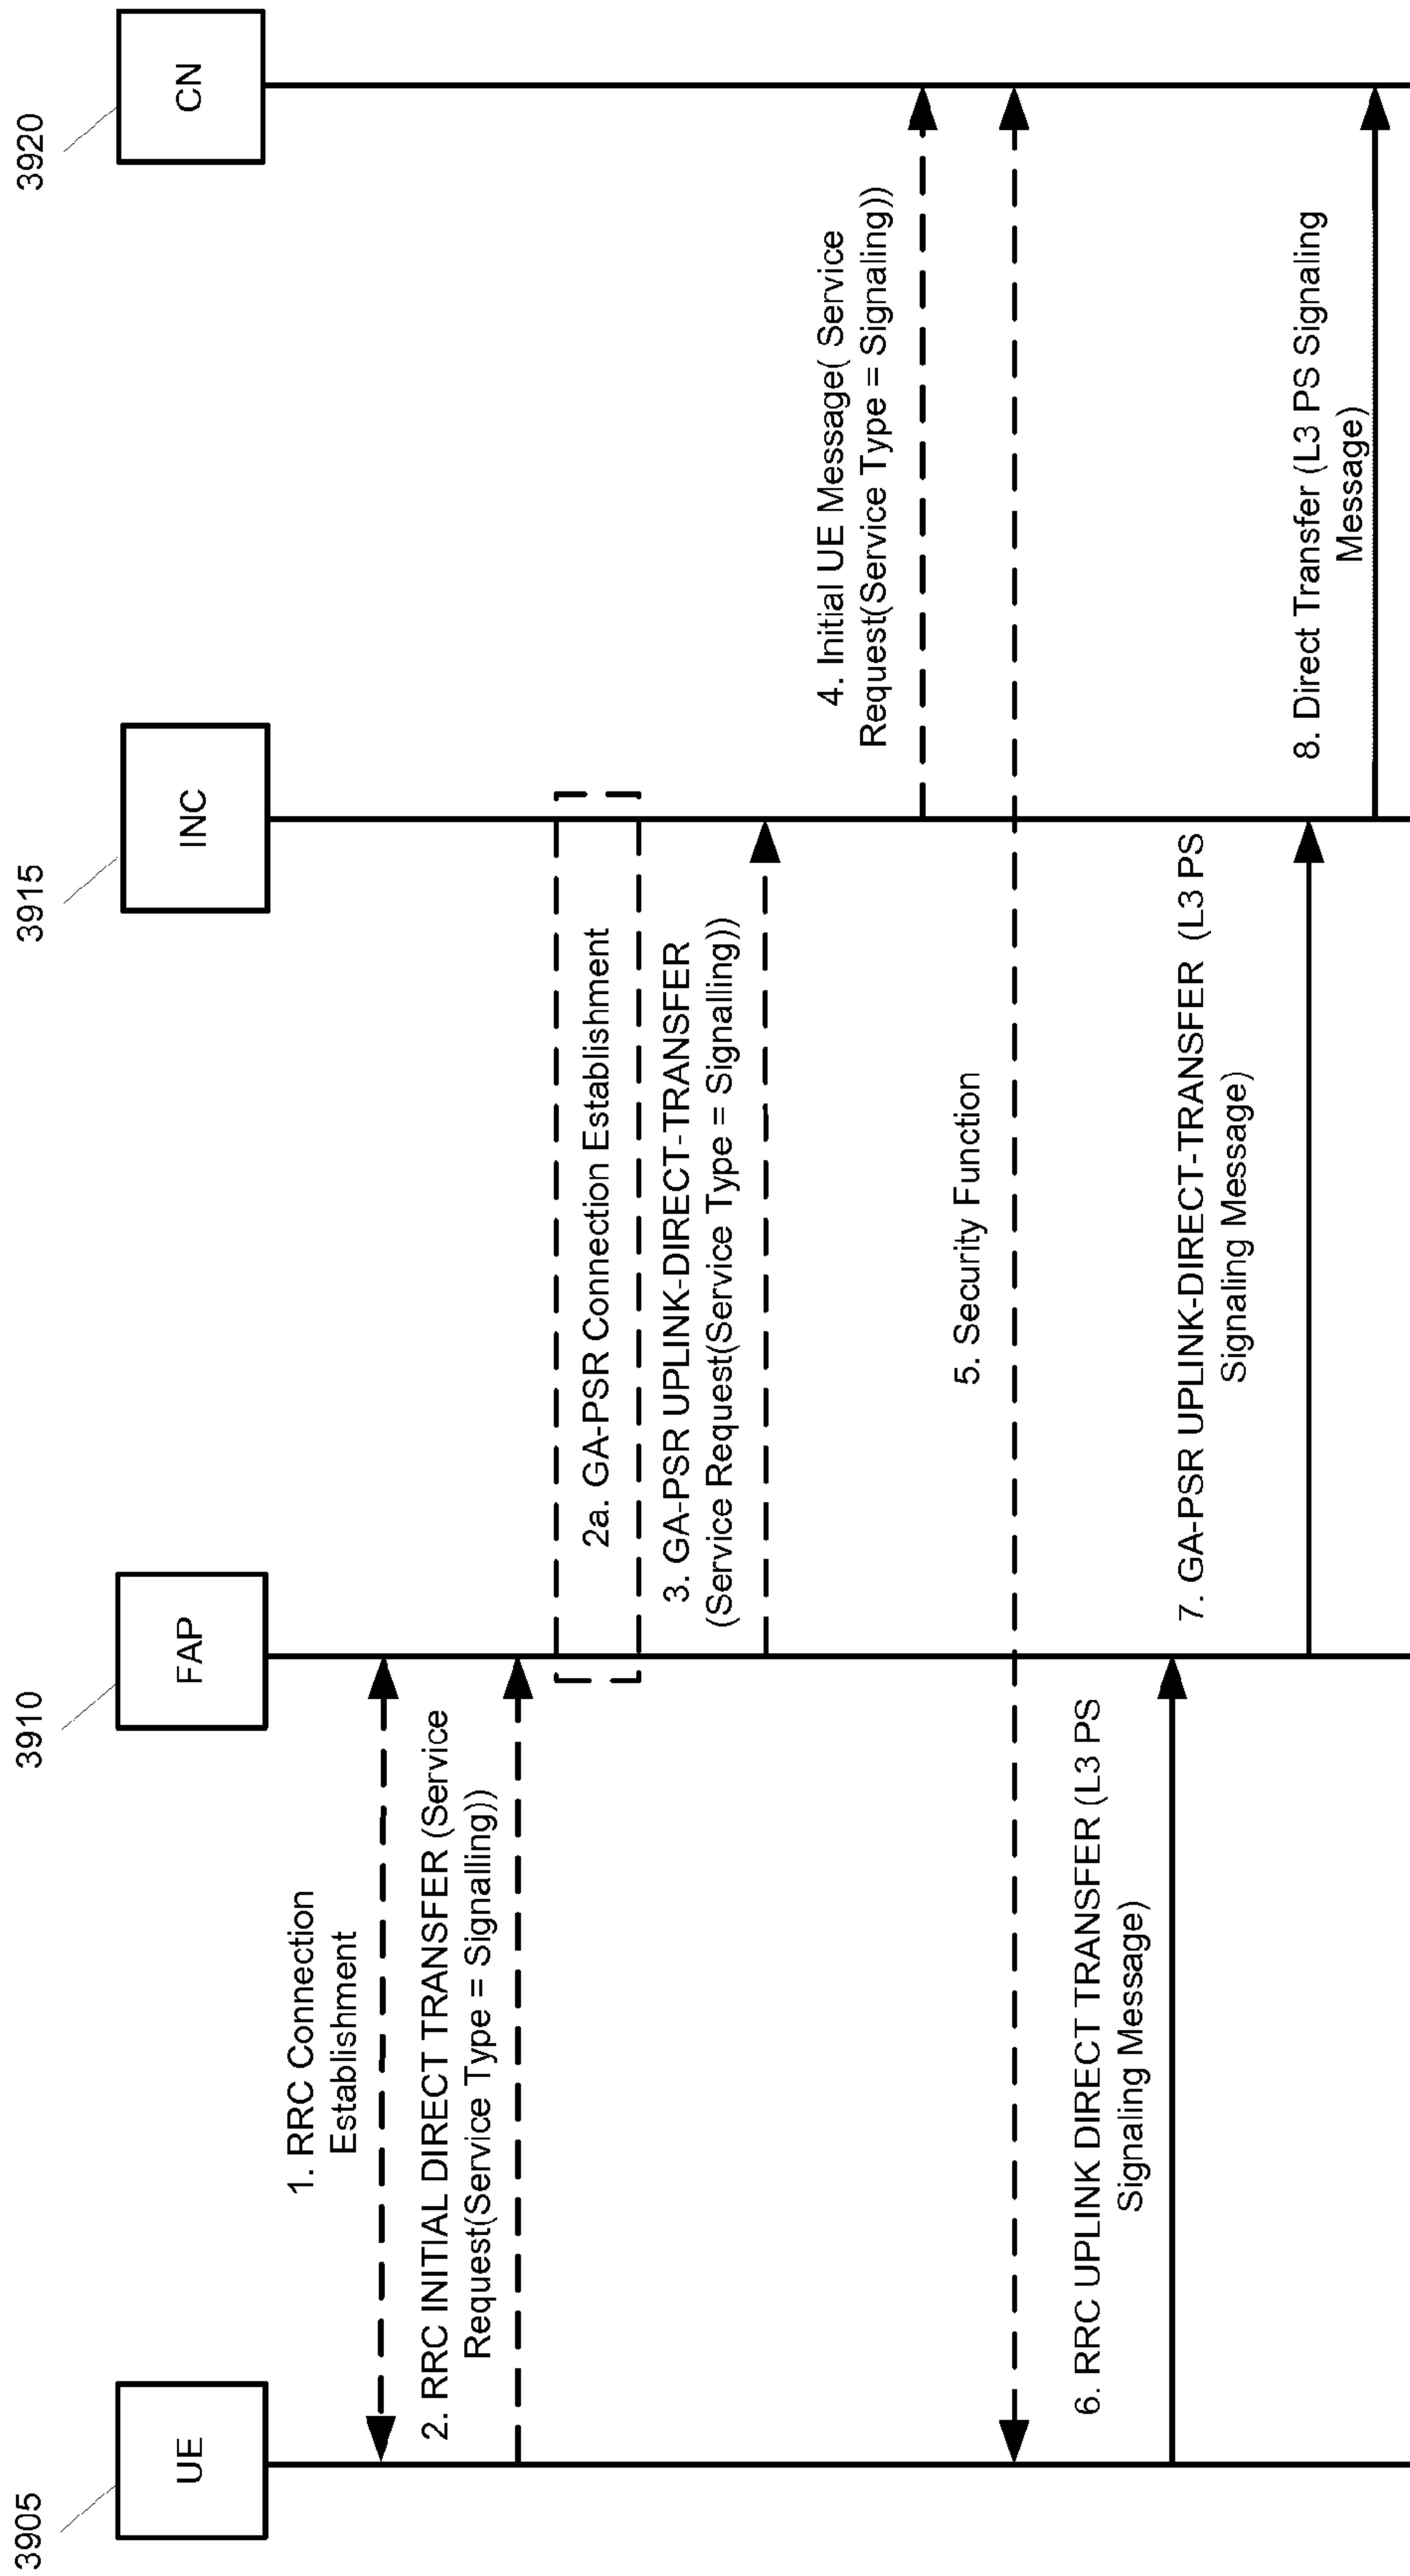 3905
3910
3915
3920
UE
FAP
INC
CN
1. RRC Connection
Establishment
2. RRC INITIAL DIRECT TRANSFER (Service
Request(Service Type = Signalling))
2a. GA-PSR Connection Establishment
3. GA-PSR UPLINK-DIRECT-TRANSFER
(Service Request(Service Type = Signalling))
4. Initial UE Message( Service
Request(Service Type = Signaling))
5. Security Function
6. RRC UPLINK DIRECT TRANSFER (L3 PS
Signaling Message)
7. GA-PSR UPLINK-DIRECT-TRANSFER (L3 PS
Signaling Message)
8. Direct Transfer (L3 PS Signaling
Message)